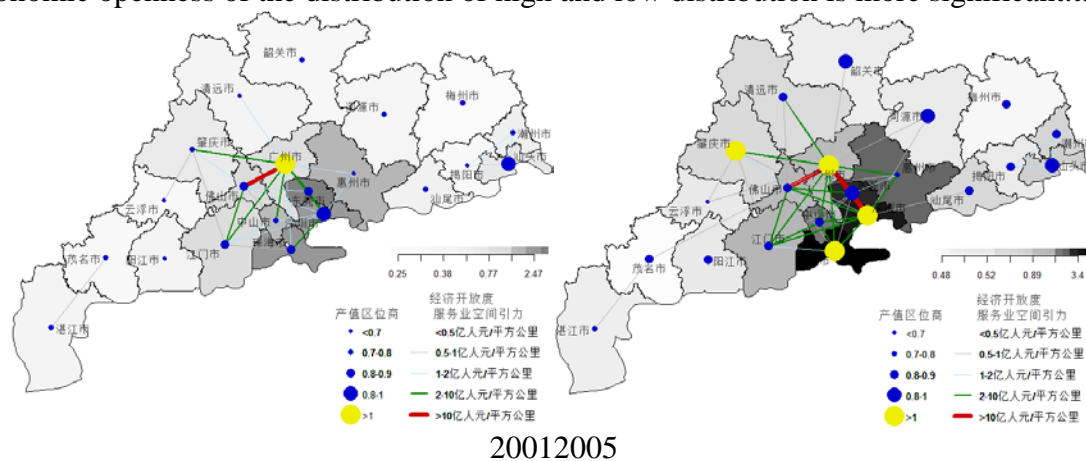 onomic openness of the distribution of high and low distribution is more significant...
韶关市
清远市
河源市
梅州市
潮州市
汕头市
揭阳市
汕尾市
肇庆市
广州市
惠州市
佛山市
云浮市
中山市
江门市
茂名市
阳江市
湛江市
0.25 0.38 0.77 2.47
经济开放度
产值区位商 服务业空间引力
<0.7 <0.5亿人元/平方公里
0.7-0.8 0.5-1亿人元/平方公里
0.8-0.9 1-2亿人元/平方公里
0.8-1 2-10亿人元/平方公里
>1 >10亿人元/平方公里
韶关市
清远市
河源市
梅州市
潮州市
汕头市
揭阳市
汕尾市
肇庆市
惠州市
佛山市
云浮市
中山市
江门市
茂名市
阳江市
湛江市
0.48 0.52 0.89 3.4
经济开放度
产值区位商 服务业空间引力
<0.7 <0.5亿人元/平方公里
0.7-0.8 0.5-1亿人元/平方公里
0.8-0.9 1-2亿人元/平方公里
0.8-1 2-10亿人元/平方公里
>1 >10亿人元/平方公里
20012005